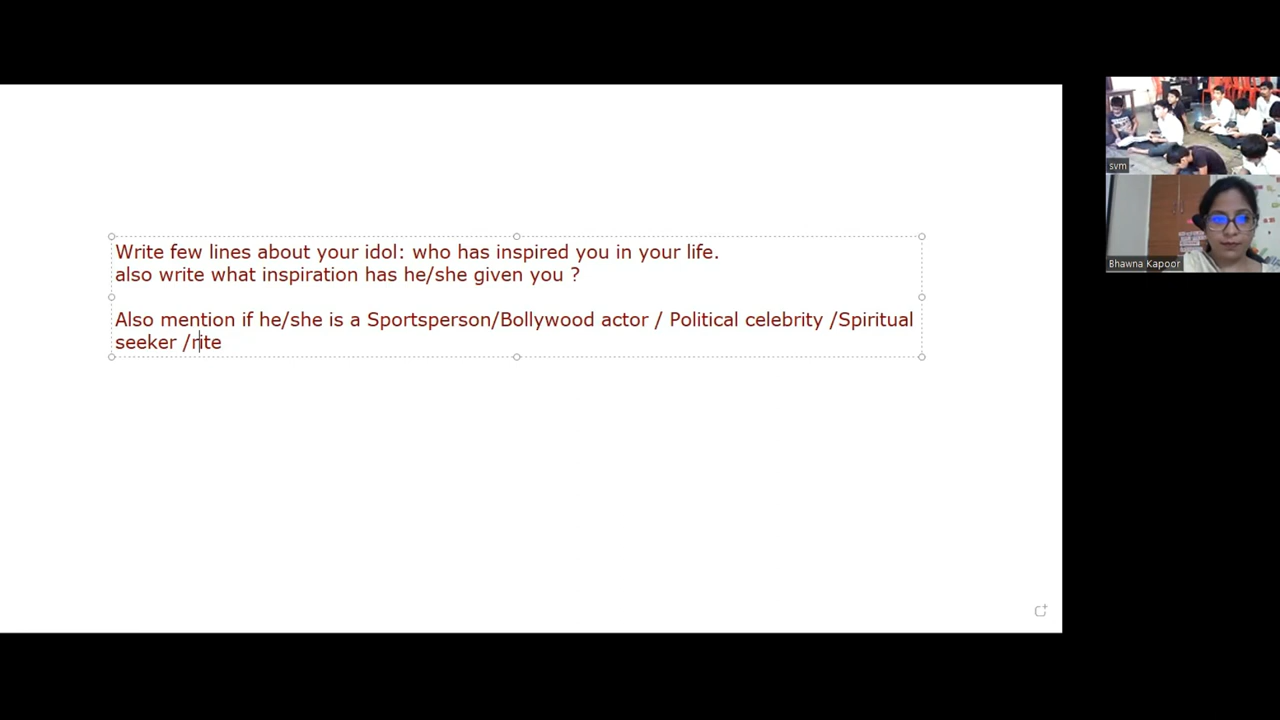 svm
Write few lines about your idol: who has inspired you in your life.
also write what inspiration has he/she given you ?
Bhawna Kapoor
Also mention if he/she is a Sportsperson/Bollywood actor / Political celebrity /Spiritual
seeker /rite